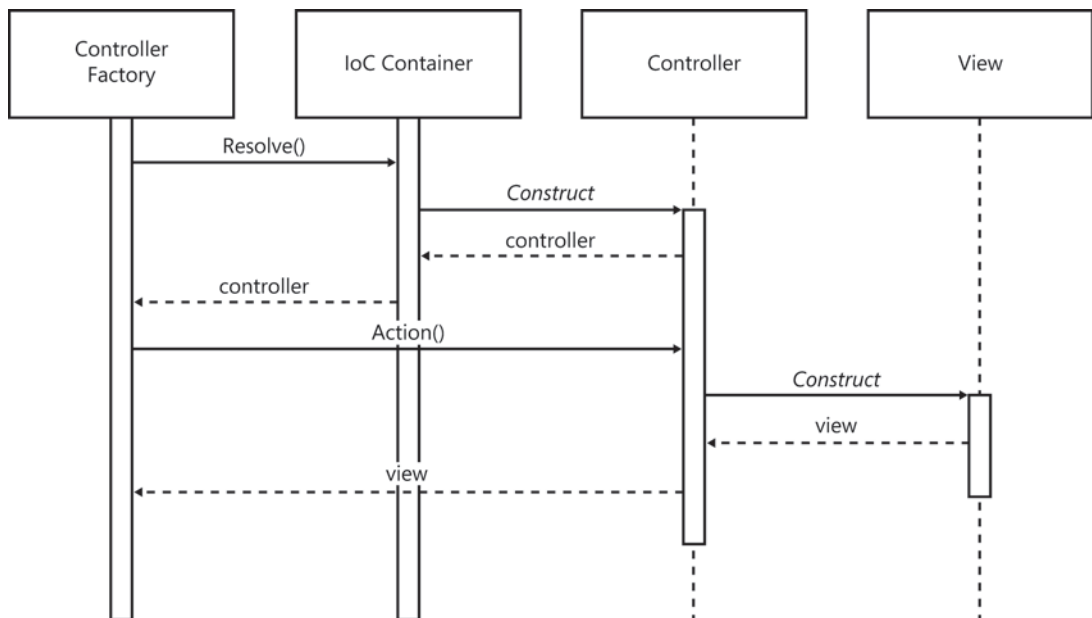 Controller
Factory
IoC Container
Controller
View
Resolve()
Construct
controller
controller
Action()
Construct
view
view